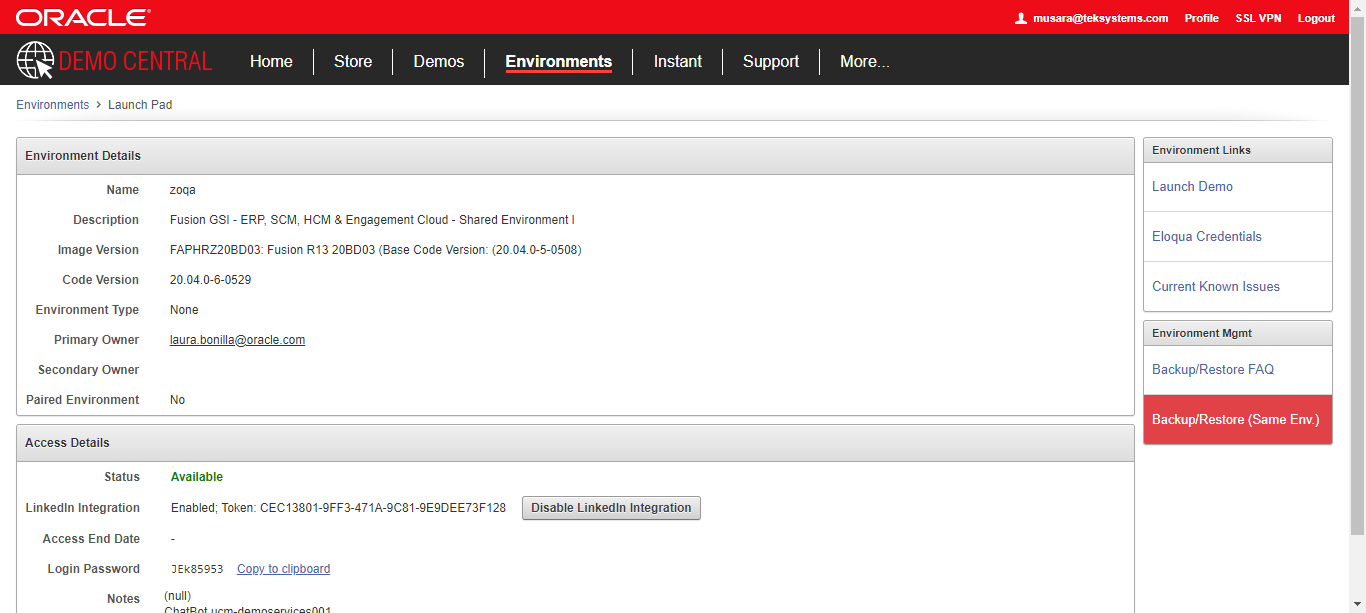 ORACLE
musara@teksystems.com Profile SSL VPN Logout
DEMO CENTRAL Home Store Demos Environments Instant Support More...
Environments › Launch Pad
Environment Details
Name zoqa
Description Fusion GSI - ERP, SCM, HCM & Engagement Cloud - Shared Environment I
Image Version FAPHRZ20BD03: Fusion R13 20BD03 (Base Code Version: (20.04.0-5-0508)
Code Version 20.04.0-6-0529
Environment Type None
Primary Owner laura.bonilla@oracle.com
Secondary Owner
Paired Environment No
Access Details
Status Available
LinkedIn Integration Enabled; Token: CEC13801-9FF3-471A-9C81-9E9DEE73F128 Disable LinkedIn Integration
Access End Date -
Login Password JEk85953 Copy to clipboard
Notes (null)
ChatBot ucm-demoservices001
Environment Links
Launch Demo
Eloqua Credentials
Current Known Issues
Environment Mgmt
Backup/Restore FAQ
Backup/Restore (Same Env.)